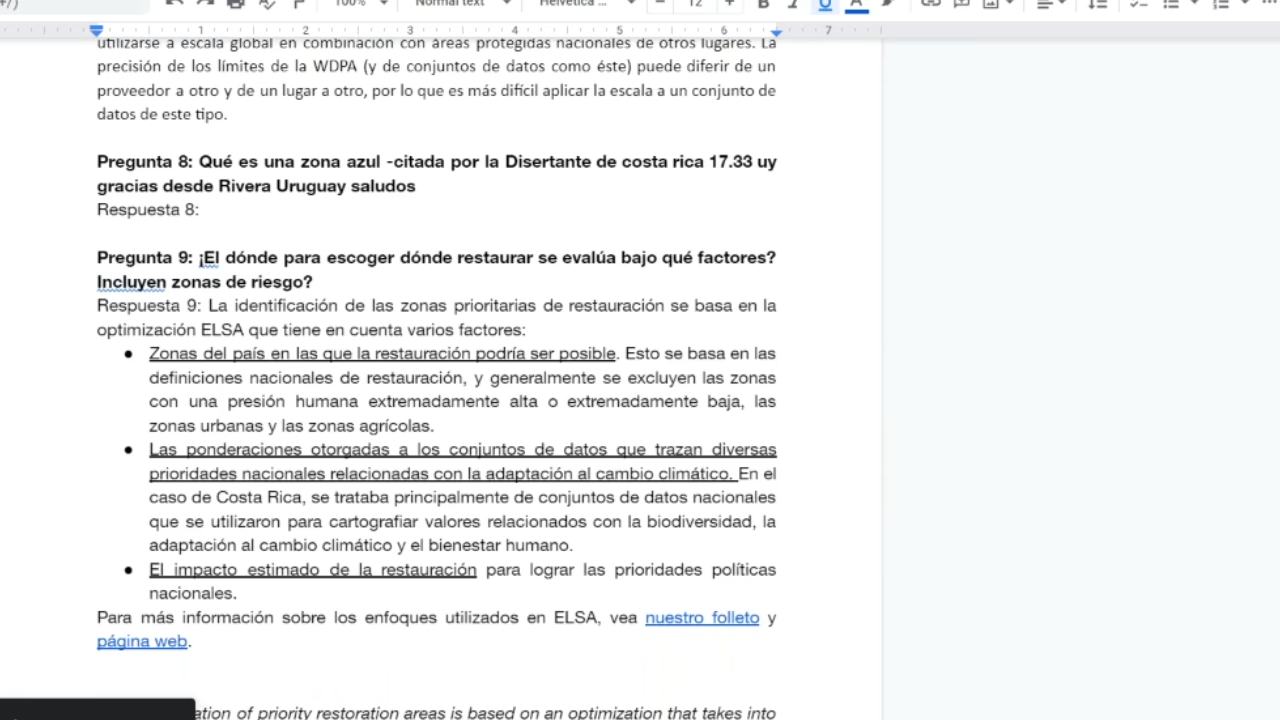 100%
Normal text
Helvetica ...
12
B
I
U
A
1 2 3 4 5 6 7
utilizarse a escala global en combinación con áreas protegidas nacionales de otros lugares. La
precisión de los límites de la WDPA (y de conjuntos de datos como éste) puede diferir de un
proveedor a otro y de un lugar a otro, por lo que es más difícil aplicar la escala a un conjunto de
datos de este tipo.
Pregunta 8: Qué es una zona azul -citada por la Disertante de costa rica 17.33 uy
gracias desde Rivera Uruguay saludos
Respuesta 8:
Pregunta 9: ¡El dónde para escoger dónde restaurar se evalúa bajo qué factores?
Incluyen zonas de riesgo?
Respuesta 9: La identificación de las zonas prioritarias de restauración se basa en la
optimización ELSA que tiene en cuenta varios factores:
● Zonas del país en las que la restauración podría ser posible. Esto se basa en las
definiciones nacionales de restauración, y generalmente se excluyen las zonas
con una presión humana extremadamente alta o extremadamente baja, las
zonas urbanas y las zonas agrícolas.
● Las ponderaciones otorgadas a los conjuntos de datos que trazan diversas
prioridades nacionales relacionadas con la adaptación al cambio climático. En el
caso de Costa Rica, se trataba principalmente de conjuntos de datos nacionales
que se utilizaron para cartografiar valores relacionados con la biodiversidad, la
adaptación al cambio climático y el bienestar humano.
● El impacto estimado de la restauración para lograr las prioridades políticas
nacionales.
Para más información sobre los enfoques utilizados en ELSA, vea nuestro folleto y
página web.
of priority restoration areas is based on an optimization that takes into